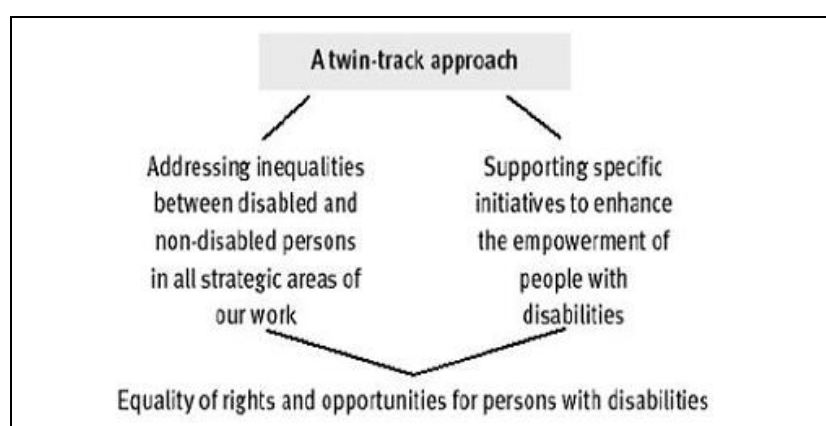 A twin-track approach
Addressing inequalities
between disabled and
non-disabled persons
in all strategic areas of
our work
Supporting specific
initiatives to enhance
the empowerment of
people with
disabilities
Equality of rights and opportunities for persons with disabilities